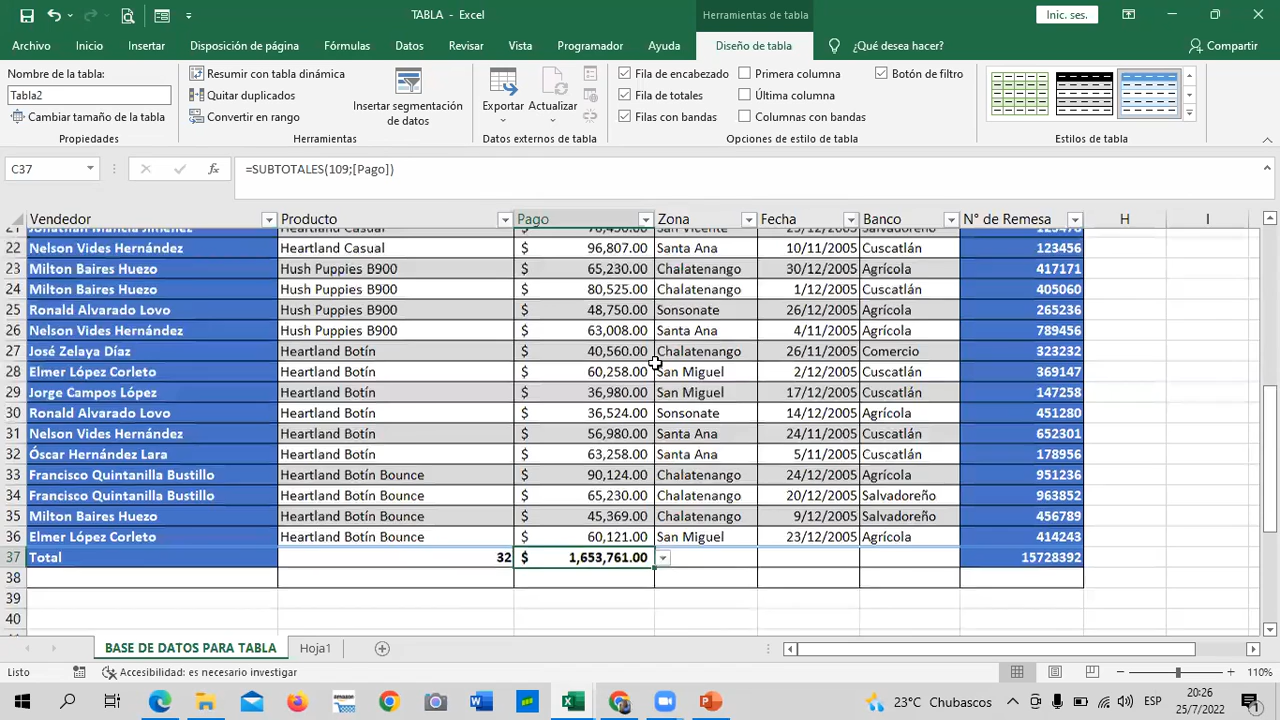 TABLA - Excel
Herramientas de tabla
Inic. ses.
Archivo Inicio Insertar Disposición de página Fórmulas Datos Revisar Vista Programador Ayuda Diseño de tabla ¿Qué desea hacer? Compartir
Nombre de la tabla:
Tabla2
Cambiar tamaño de la tabla
Propiedades
Resumir con tabla dinámica
Quitar duplicados
Convertir en rango
Insertar segmentación
de datos
Herramientas
Exportar Actualizar
Datos externos de tabla
Fila de encabezado Primera columna Botón de filtro
Fila de totales Última columna
Filas con bandas Columnas con bandas
Opciones de estilo de tabla
Estilos de tabla
C37 fx =SUBTOTALES(109;[Pago])
Vendedor Producto Pago Zona Fecha Banco N° de Remesa H I
22 Nelson Vides Hernández Heartland Casual $ 96,807.00 Santa Ana 10/11/2005 Cuscatlán 123456
23 Milton Baires Huezo Hush Puppies B900 $ 65,230.00 Chalatenango 30/12/2005 Agrícola 417171
24 Milton Baires Huezo Hush Puppies B900 $ 80,525.00 Chalatenango 1/12/2005 Cuscatlán 405060
25 Ronald Alvarado Lovo Hush Puppies B900 $ 48,750.00 Sonsonate 26/12/2005 Agrícola 265236
26 Nelson Vides Hernández Hush Puppies B900 $ 63,008.00 Santa Ana 4/11/2005 Agrícola 789456
27 José Zelaya Díaz Heartland Botín $ 40,560.00 Chalatenango 26/11/2005 Comercio 323232
28 Elmer López Corleto Heartland Botín $ 60,258.00 San Miguel 2/12/2005 Cuscatlán 369147
29 Jorge Campos López Heartland Botín $ 36,980.00 San Miguel 17/12/2005 Cuscatlán 147258
30 Ronald Alvarado Lovo Heartland Botín $ 36,524.00 Sonsonate 14/12/2005 Agrícola 451280
31 Nelson Vides Hernández Heartland Botín $ 56,980.00 Santa Ana 24/11/2005 Cuscatlán 652301
32 Óscar Hernández Lara Heartland Botín $ 63,258.00 Santa Ana 5/11/2005 Cuscatlán 178956
33 Francisco Quintanilla Bustillo Heartland Botín Bounce $ 90,124.00 Chalatenango 24/12/2005 Agrícola 951236
34 Francisco Quintanilla Bustillo Heartland Botín Bounce $ 65,230.00 Chalatenango 20/12/2005 Salvadoreño 963852
35 Milton Baires Huezo Heartland Botín Bounce $ 45,369.00 Chalatenango 9/12/2005 Salvadoreño 456789
36 Elmer López Corleto Heartland Botín Bounce $ 60,121.00 San Miguel 23/12/2005 Agrícola 414243
37 Total 32 $ 1,653,761.00 15728392
38
39
40
BASE DE DATOS PARA TABLA Hoja1
Listo Accesibilidad: es necesario investigar 110%
23°C Chubascos ESP 20:26
25/7/2022